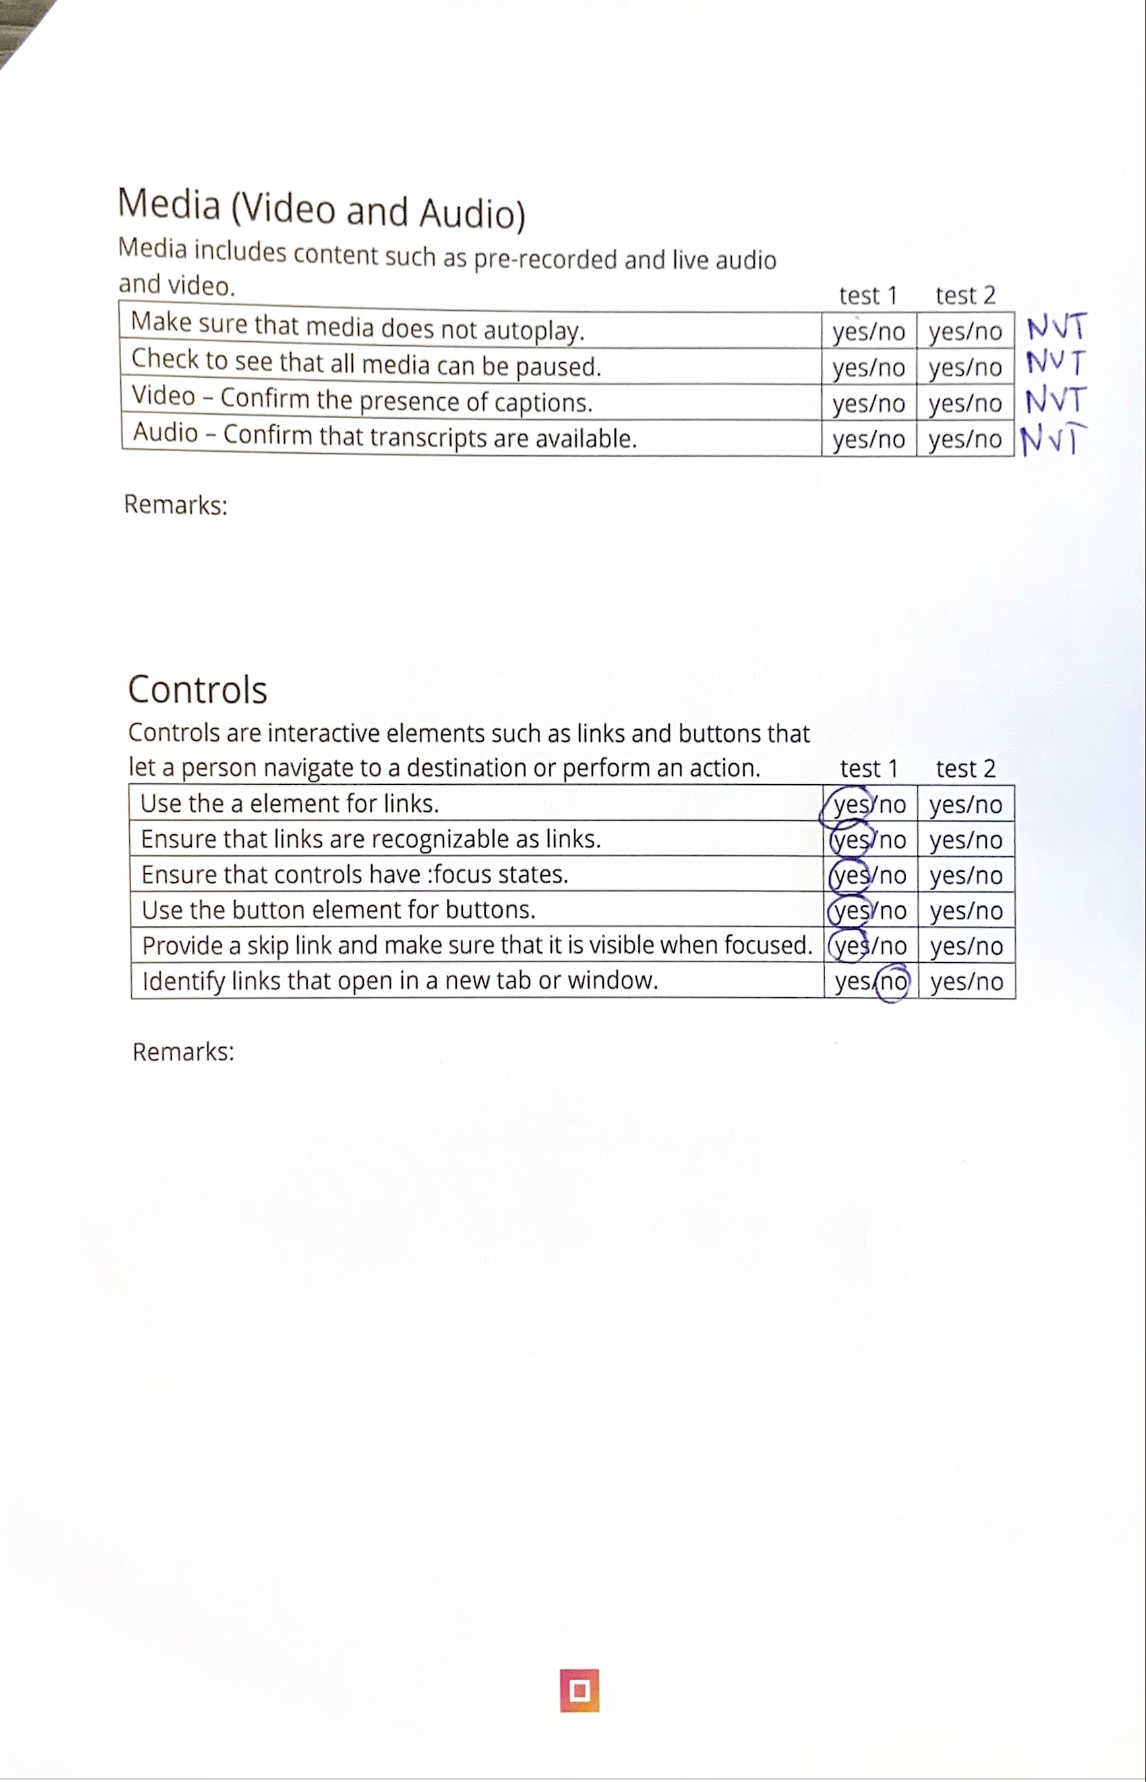 Media (Video and Audio)
Media includes content such as pre-recorded and live audio
and video. test 1 test 2
Make sure that media does not autoplay. yes/no yes/no NVT
Check to see that all media can be paused. yes/no yes/no NVT
Video – Confirm the presence of captions. yes/no yes/no NVT
Audio – Confirm that transcripts are available. yes/no yes/no NVT
Remarks:
Controls
Controls are interactive elements such as links and buttons that
let a person navigate to a destination or perform an action. test 1 test 2
Use the a element for links. yes/no yes/no
Ensure that links are recognizable as links. yes/no yes/no
Ensure that controls have :focus states. yes/no yes/no
Use the button element for buttons. yes/no yes/no
Provide a skip link and make sure that it is visible when focused. yes/no yes/no
Identify links that open in a new tab or window. yes/no yes/no
Remarks: